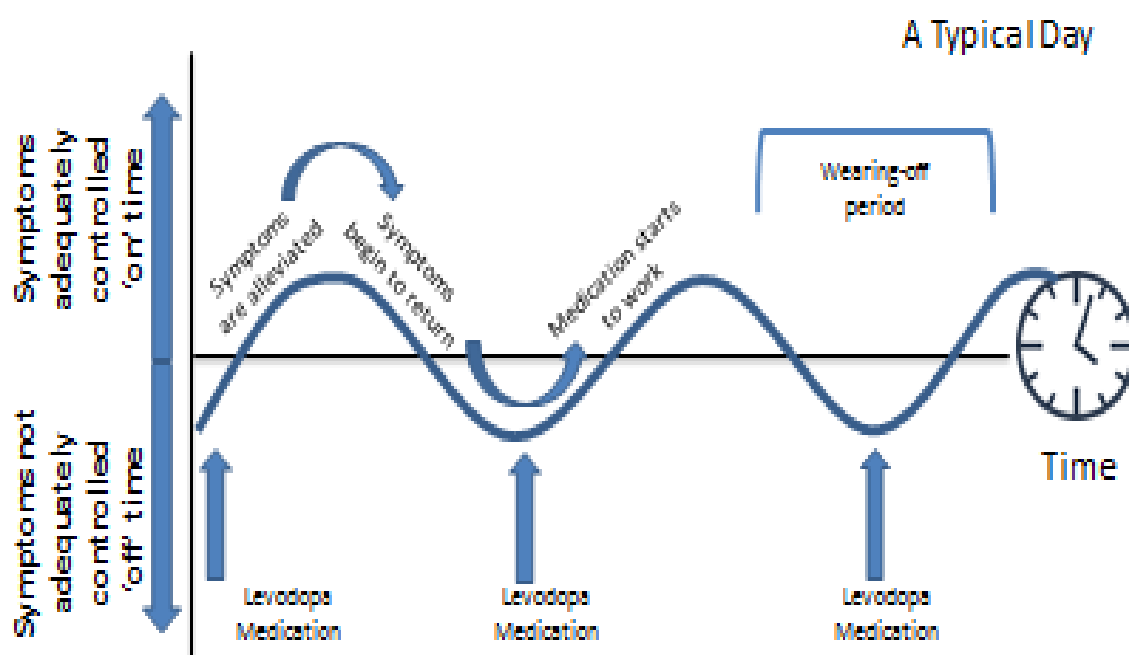 A Typical Day
Symptoms
adequately
controlled
'on' time
Symptoms not
adequately
controlled
'off' time
Symptoms
are alleviated
Symptoms
begin to return
Medication starts
to work
Wearing-off
period
Time
Levodopa
Medication
Levodopa
Medication
Levodopa
Medication